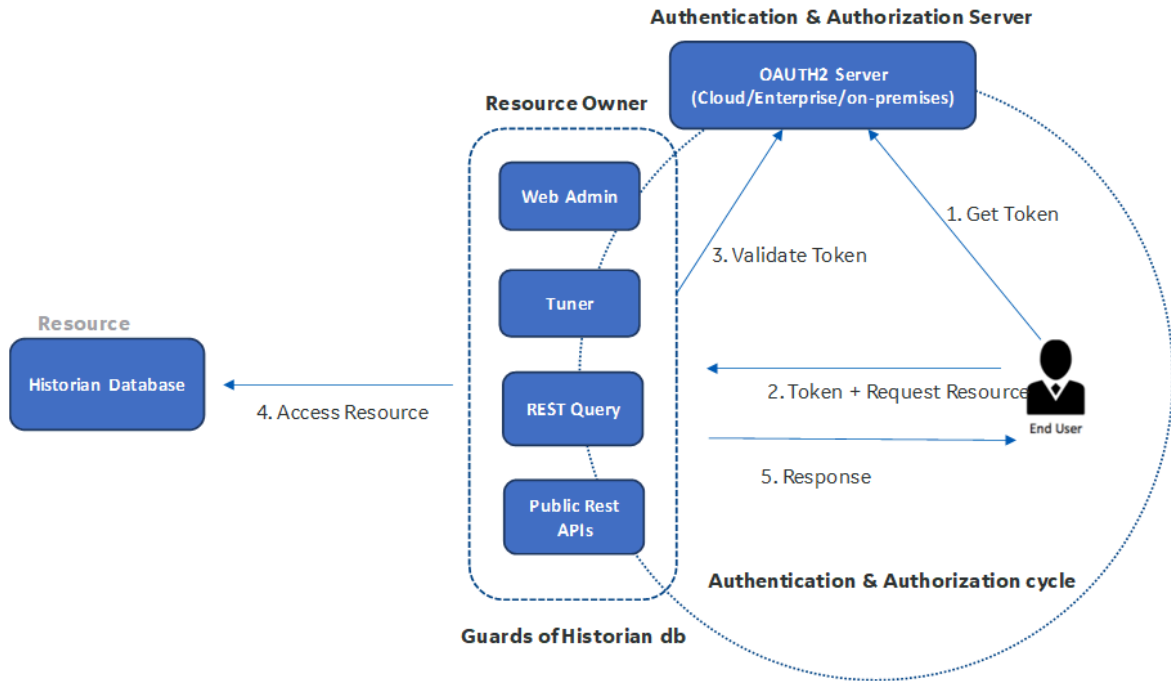 Authentication & Authorization Server
OAUTH2 Server
(Cloud/Enterprise/on-premises)
Resource Owner
Web Admin
1. Get Token
3. Validate Token
Tuner
Resource
Historian Database
4. Access Resource
REST Query
2. Token + Request Resource
End User
5. Response
Public Rest
APIs
Authentication & Authorization cycle
Guards of Historian db